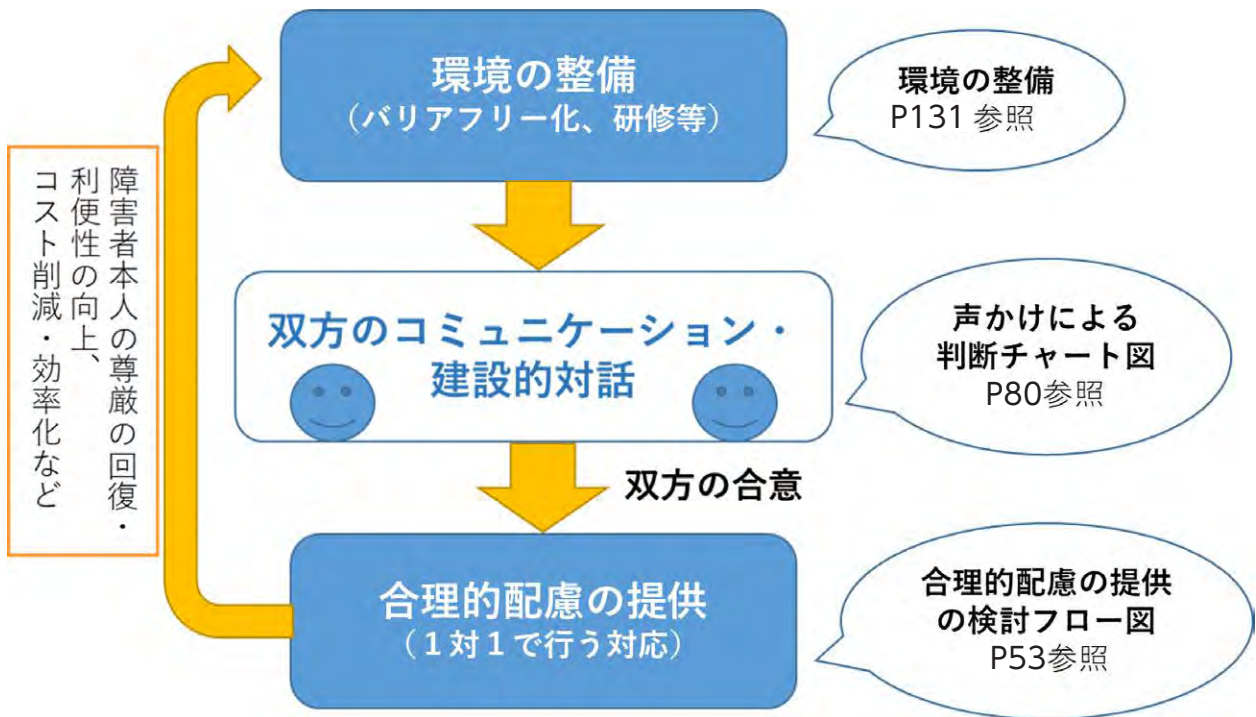 環境の整備
（バリアフリー化、研修等）
環境の整備
P131 参照
障害者本人の尊厳の回復・
利便性の向上、
コスト削減・効率化など
双方のコミュニケーション・
建設的対話
声かけによる
判断チャート図
P80参照
双方の合意
合理的配慮の提供
（１対１で行う対応）
合理的配慮の提供
の検討フロー図
P53参照